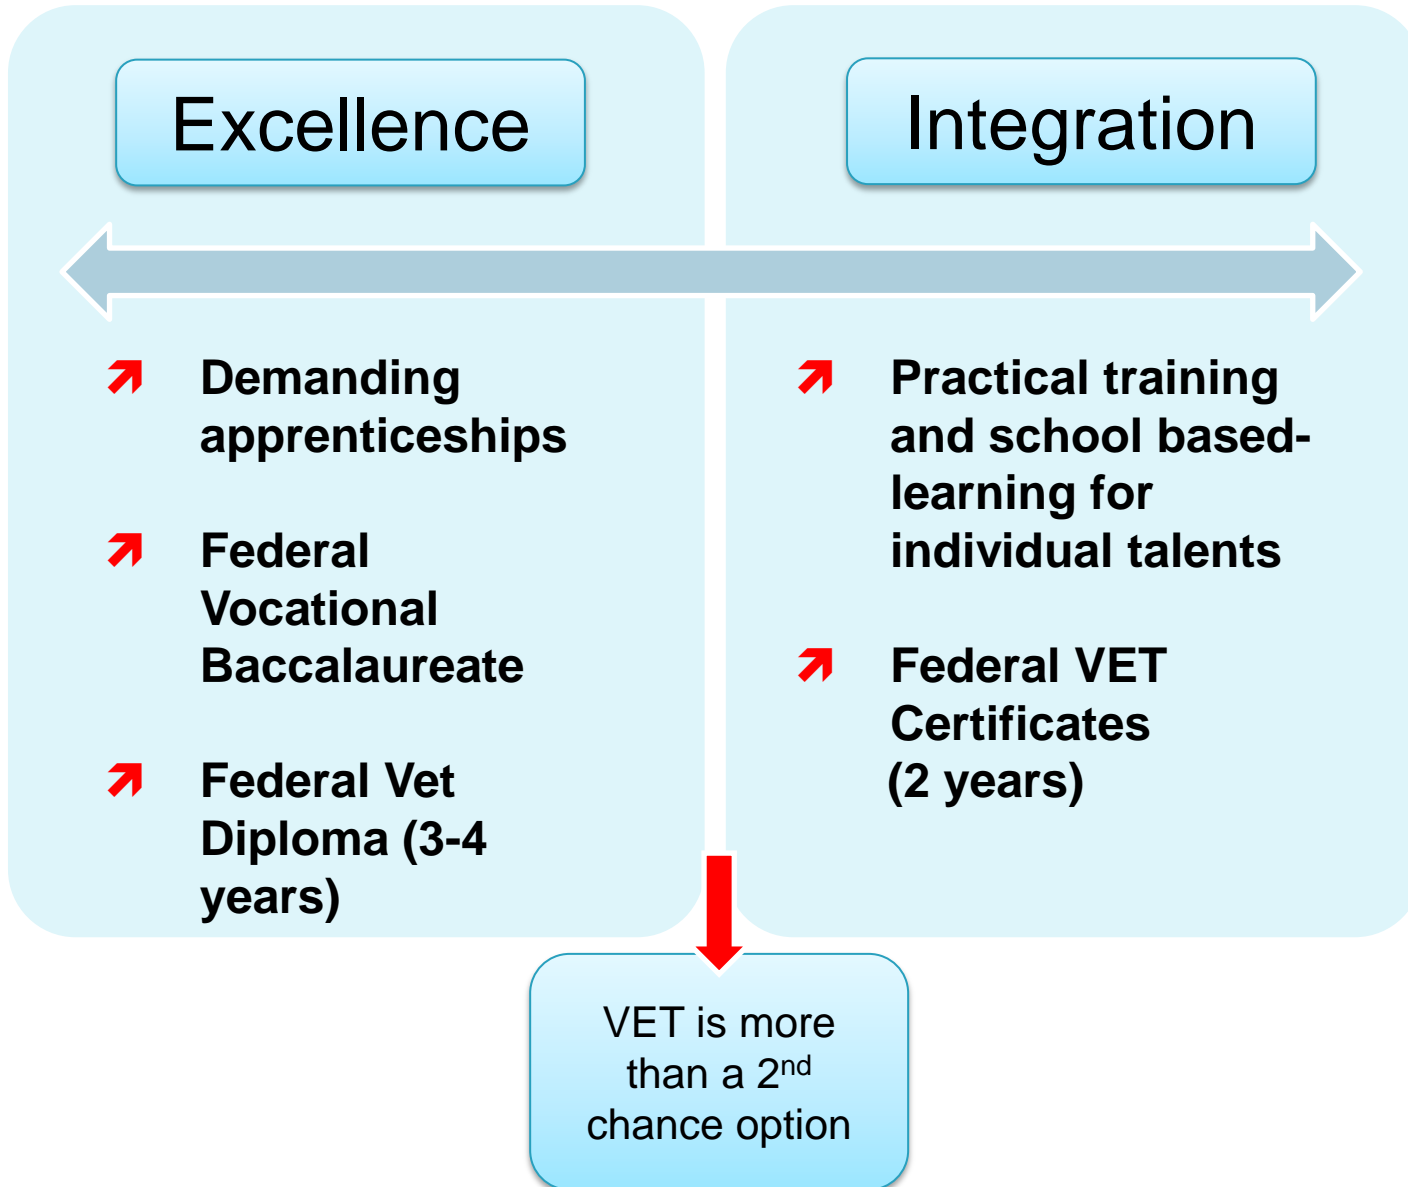 Excellence
Integration
Demanding
apprenticeships
Federal
Vocational
Baccalaureate
Federal Vet
Diploma (3-4
years)
Practical training
and school based-
learning for
individual talents
Federal VET
Certificates
(2 years)
VET is more
than a 2nd
chance option